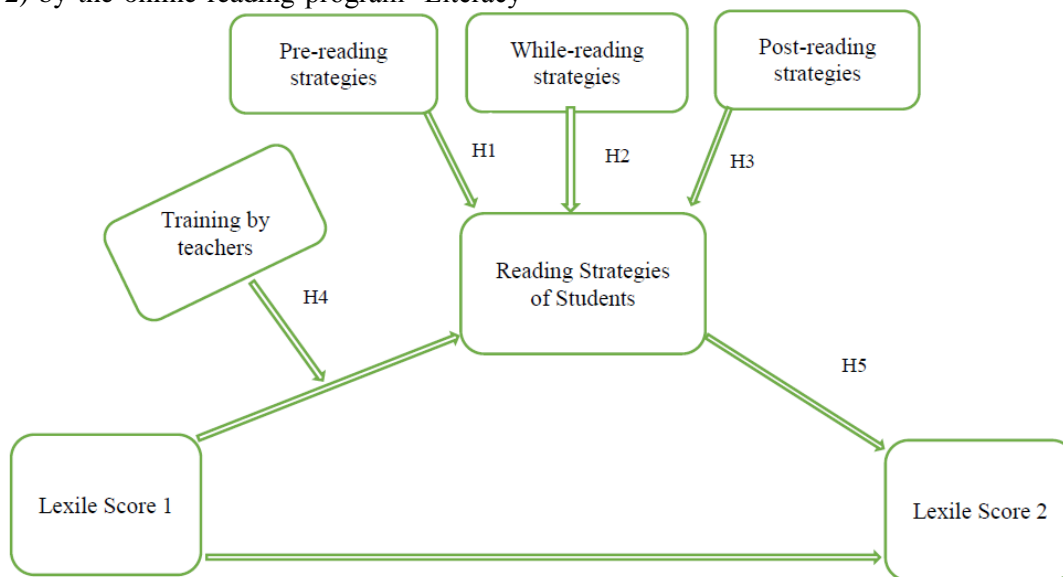 2) by the online reading program "Literacy
Pre-reading
strategies
While-reading
strategies
Post-reading
strategies
H1
H2
H3
Training by
teachers
H4
Reading Strategies
of Students
H5
Lexile Score 1
Lexile Score 2